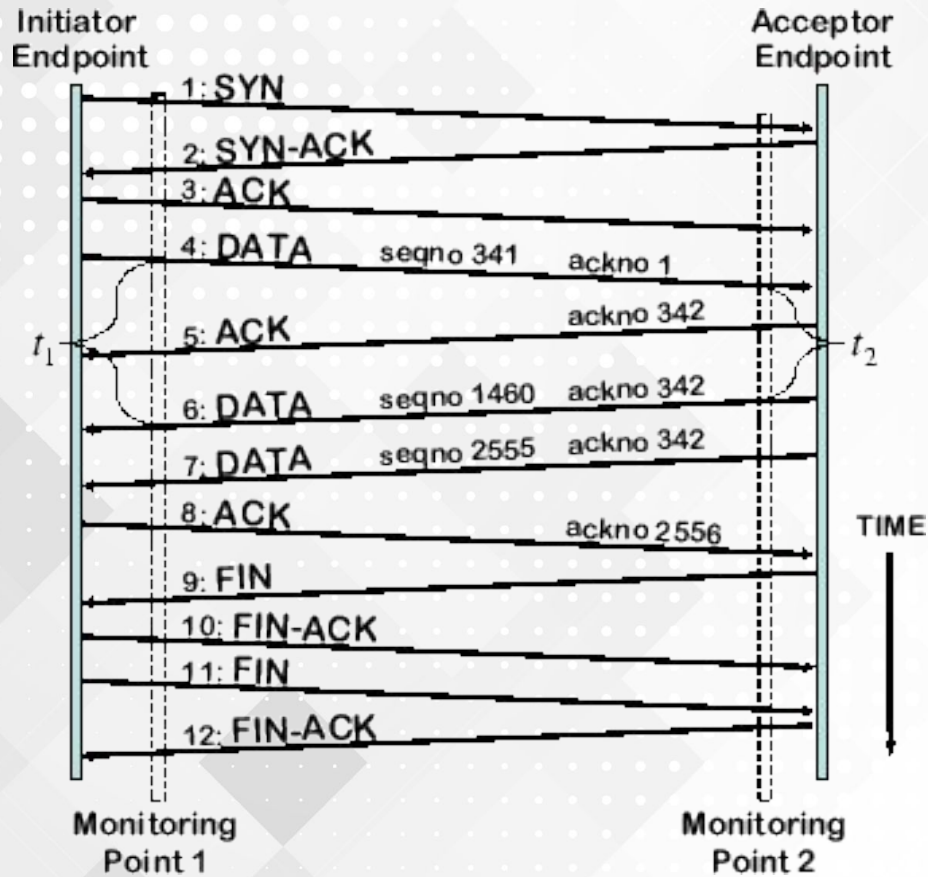 Initiator
Endpoint
Acceptor
Endpoint
1: SYN
2: SYN-ACK
3: ACK
4: DATA seqno 341 ackno 1
5: ACK ackno 342
t1
t2
6: DATA seqno 1460 ackno 342
7: DATA seqno 2555 ackno 342
8: ACK ackno 2556
TIME
9: FIN
10: FIN-ACK
11: FIN
12: FIN-ACK
Monitoring
Point 1
Monitoring
Point 2